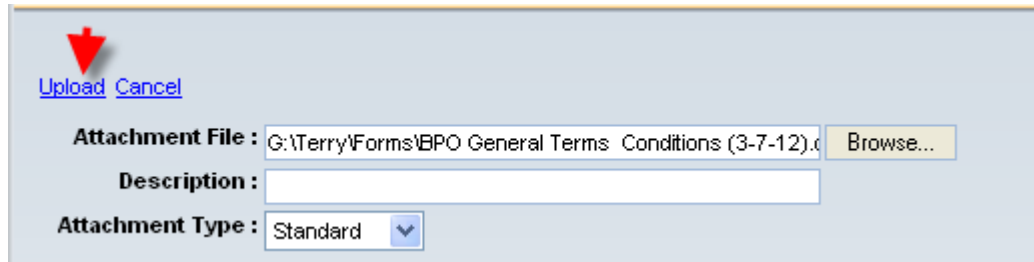 Upload Cancel
Attachment File : G:\Terry\Forms\BPO General Terms  Conditions (3-7-12).d Browse...
Description :
Attachment Type : Standard